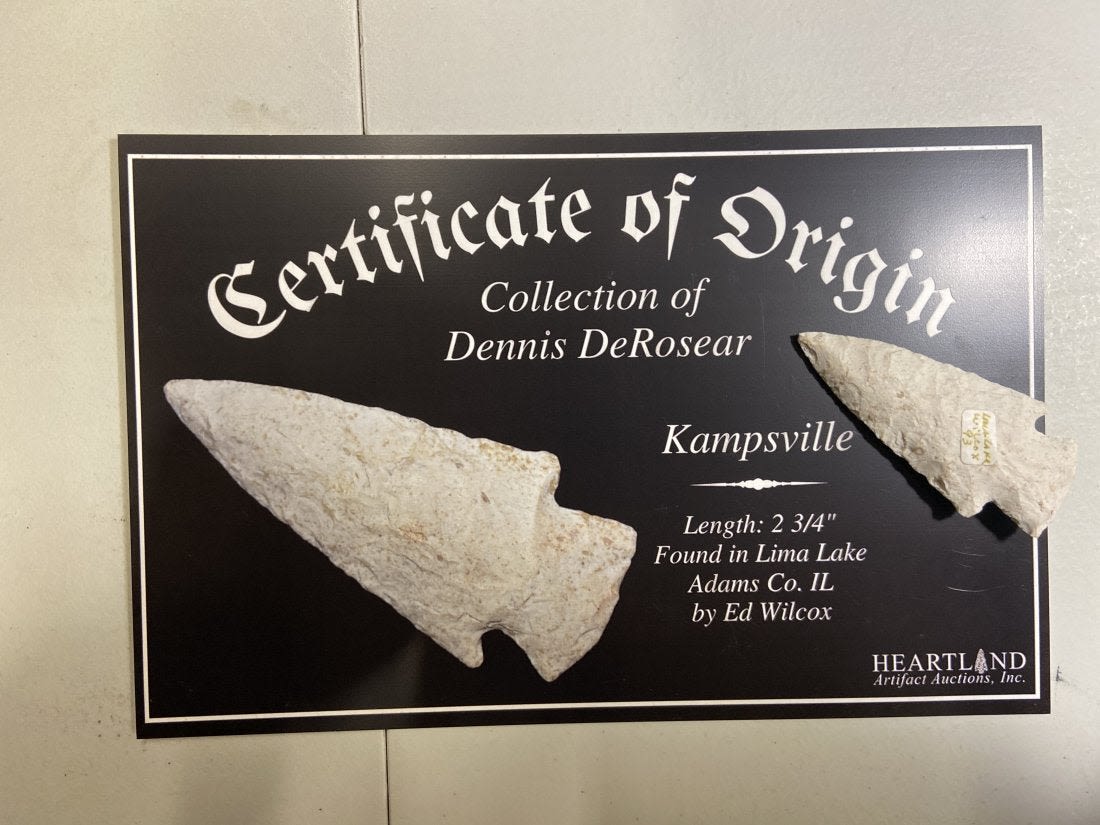 Certificate of Origin
Collection of
Dennis DeRosear
Kampsville
Length: 2 3/4"
Found in Lima Lake
Adams Co. IL
by Ed Wilcox
HEARTLAND
Artifact Auctions, Inc.